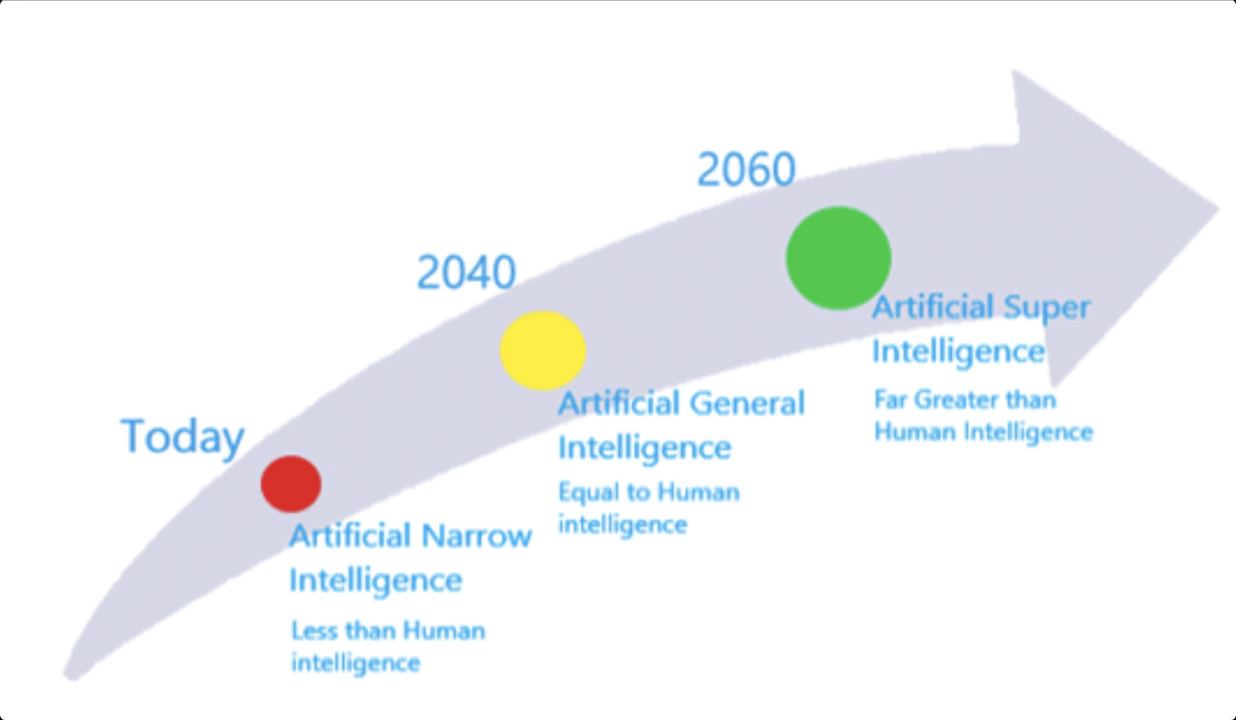 Today
Artificial Narrow
Intelligence
Less than Human
intelligence
2040
Artificial General
Intelligence
Equal to Human
intelligence
2060
Artificial Super
Intelligence
Far Greater than
Human Intelligence